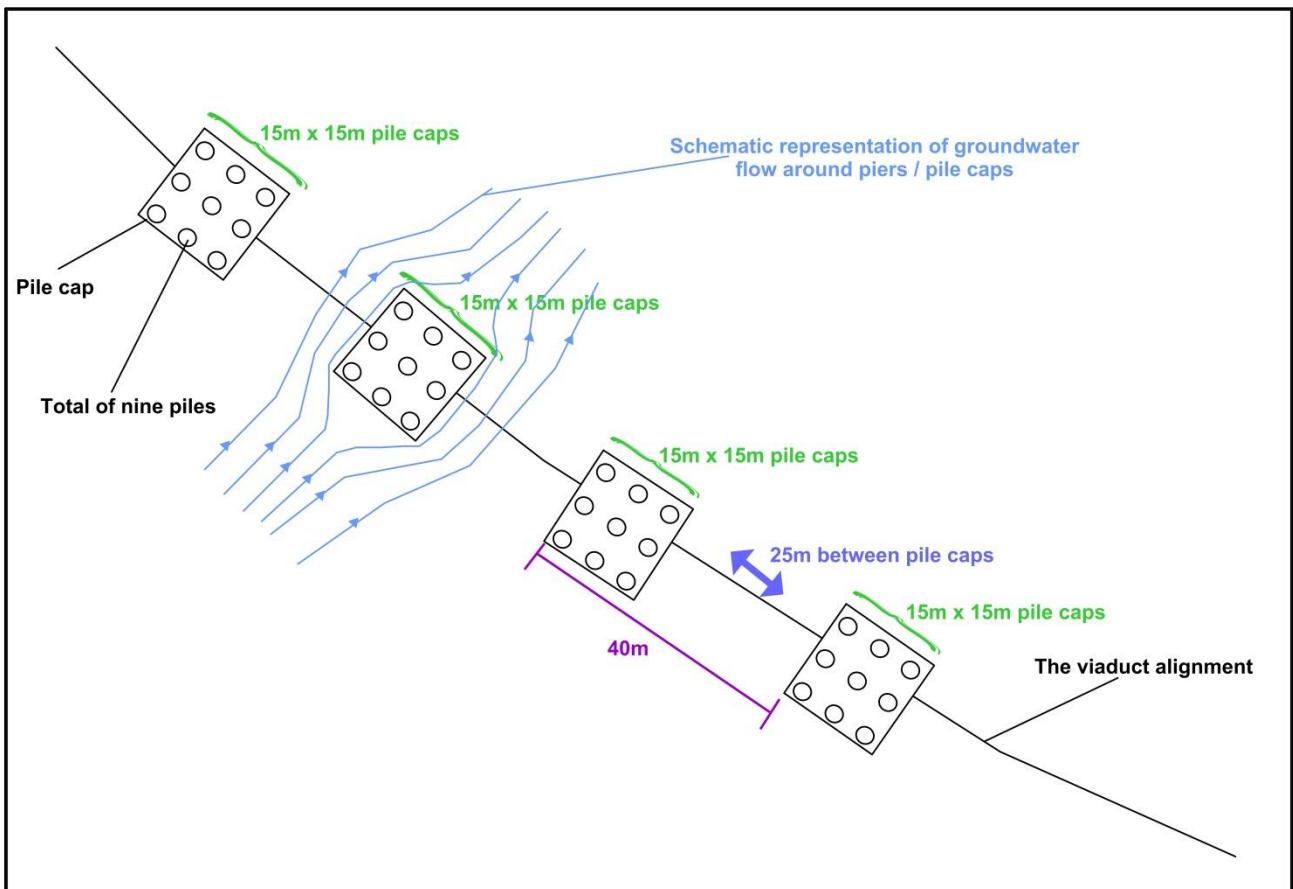 15m x 15m pile caps
Schematic representation of groundwater
flow around piers / pile caps
Pile cap
15m x 15m pile caps
Total of nine piles
15m x 15m pile caps
25m between pile caps
15m x 15m pile caps
40m
The viaduct alignment